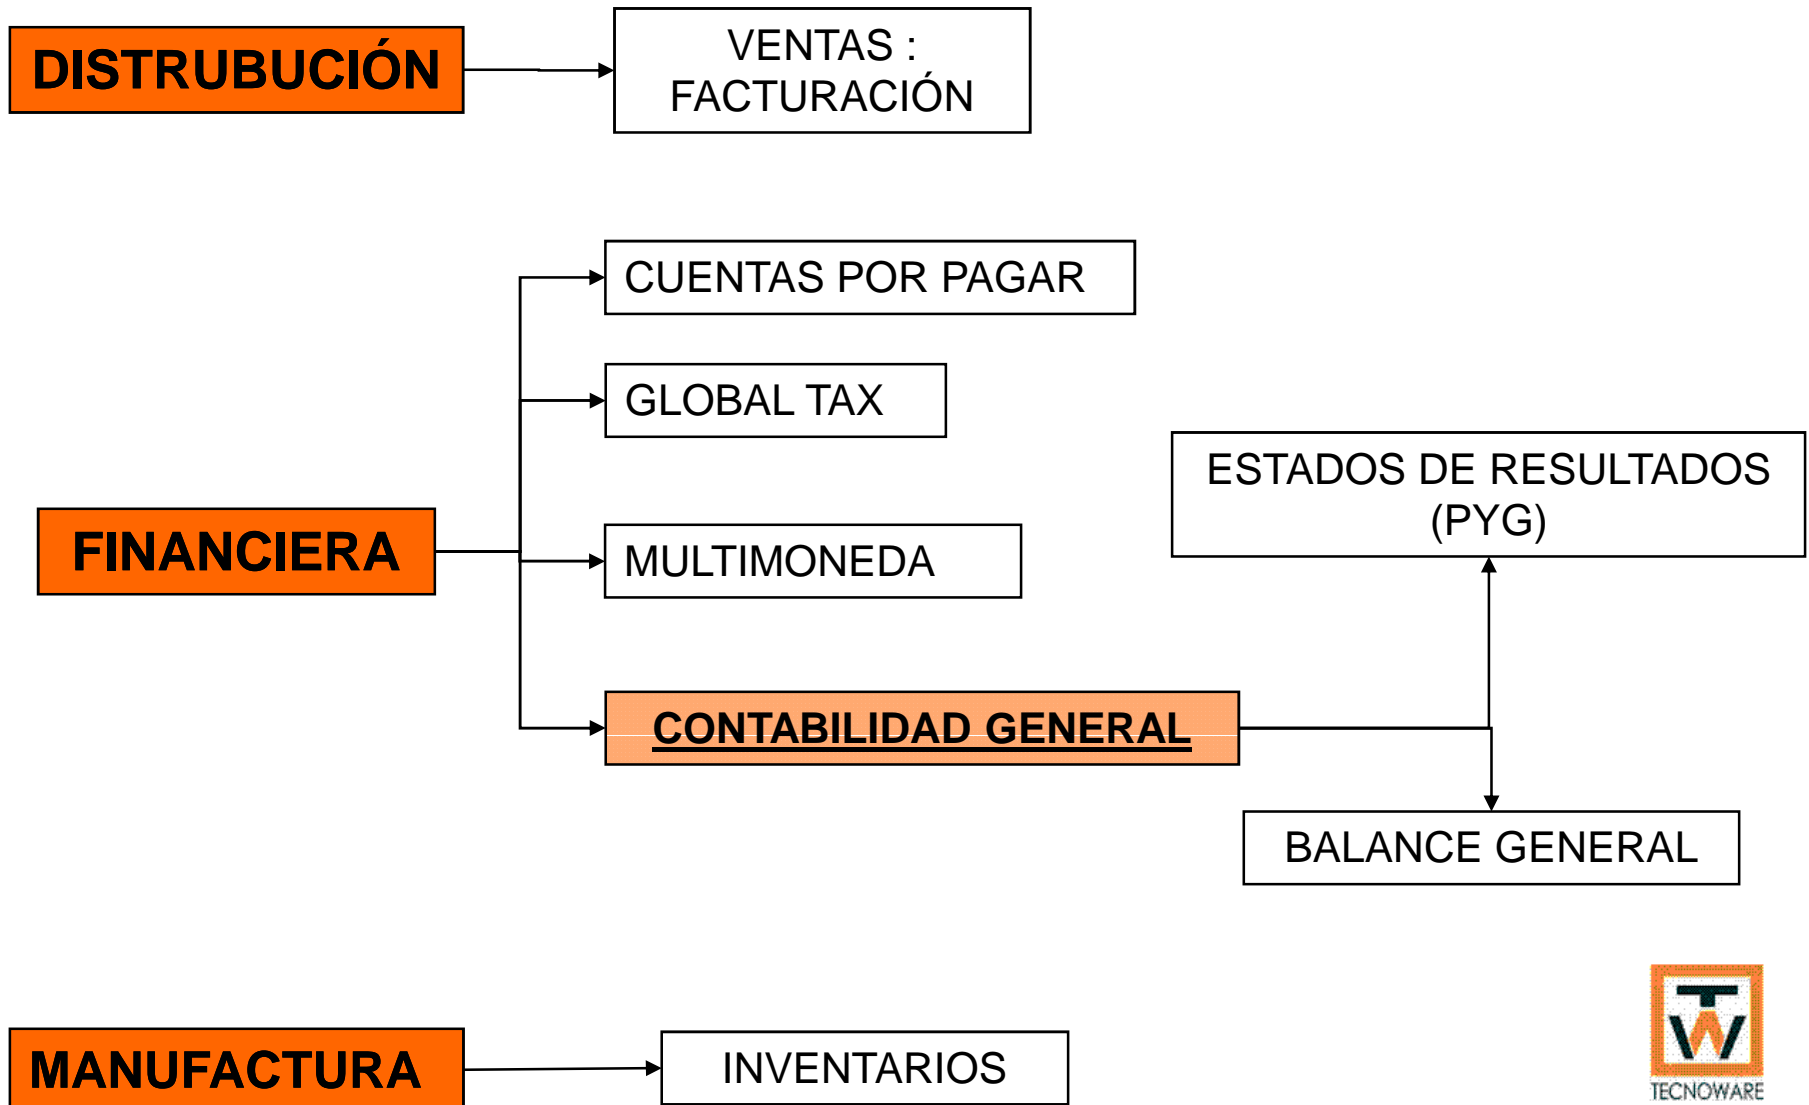 DISTRUBUCIÓN
VENTAS :
FACTURACIÓN
CUENTAS POR PAGAR
GLOBAL TAX
ESTADOS DE RESULTADOS
(PYG)
FINANCIERA
MULTIMONEDA
CONTABILIDAD GENERAL
BALANCE GENERAL
MANUFACTURA
INVENTARIOS
TW
TECNOWARE